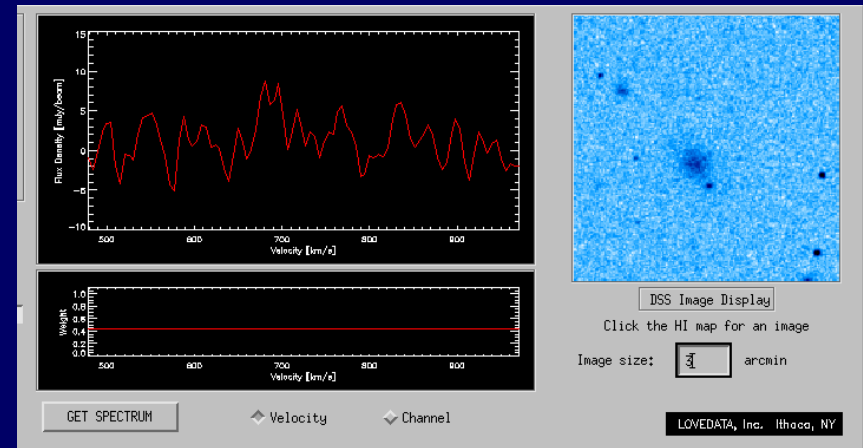 15
10
5
0
-5
-10
Flux Density [mJy/beam]
500 600 700 800 900
Velocity [km/s]
1.0
0.8
0.6
0.4
0.2
0.0
Weight
500 600 700 800 900
Velocity [km/s]
GET SPECTRUM
Velocity
Channel
DSS Image Display
Click the HI map for an image
Image size: 3 arcmin
LOVEDATA, Inc. Ithaca, NY